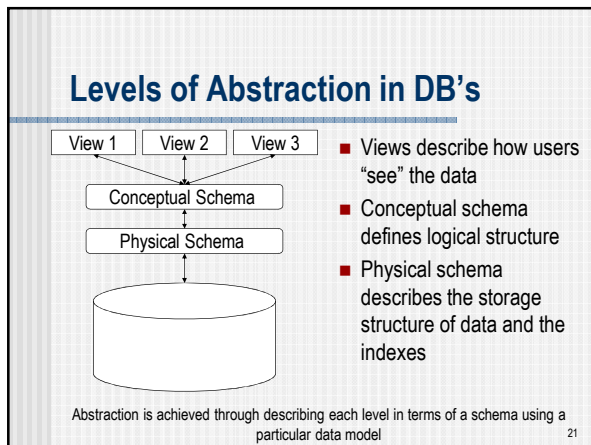 Levels of Abstraction in DB's
View 1 View 2 View 3
Conceptual Schema
Physical Schema
■ Views describe how users
“see” the data
■ Conceptual schema
defines logical structure
■ Physical schema
describes the storage
structure of data and the
indexes
Abstraction is achieved through describing each level in terms of a schema using a
particular data model
21